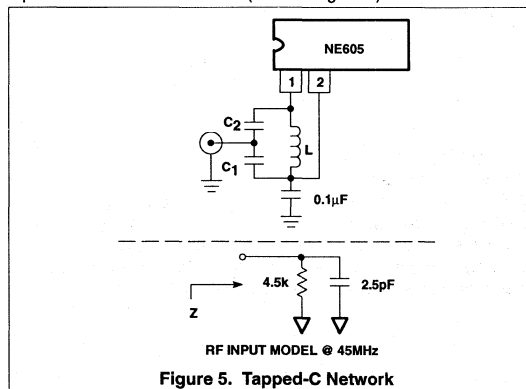 NE605
1 2
C2
L
C1
0.1μF
4.5k
2.5pF
Z
RF INPUT MODEL @ 45MHz
Figure 5. Tapped-C Network